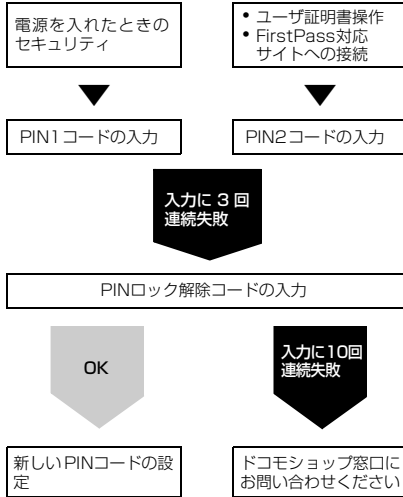 電源を入れたときの
セキュリティ
• ユーザ証明書操作
• FirstPass対応
サイトへの接続
PIN1コードの入力
PIN2コードの入力
入力に 3 回
連続失敗
PINロック解除コードの入力
OK
入力に10回
連続失敗
新しいPINコードの設
定
ドコモショップ窓口に
お問い合わせください